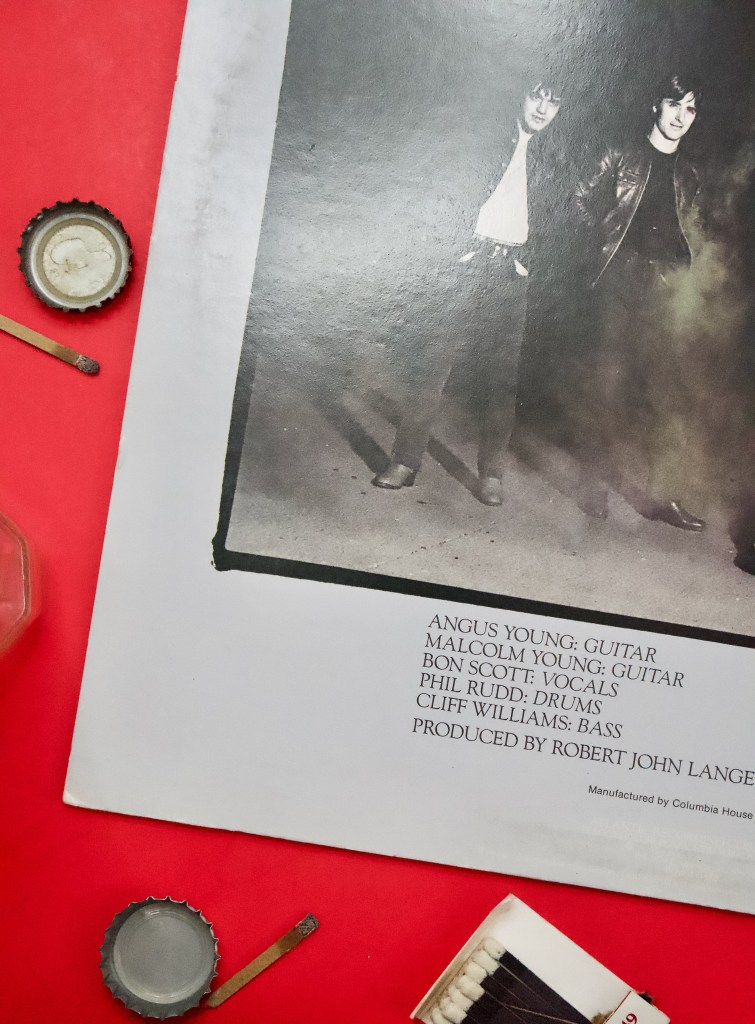 ANGUS YOUNG: GUITAR
MALCOLM YOUNG: GUITAR
BON SCOTT: VOCALS
PHIL RUDD: DRUMS
CLIFF WILLIAMS: BASS
PRODUCED BY ROBERT JOHN LANGE
Manufactured by Columbia House
19